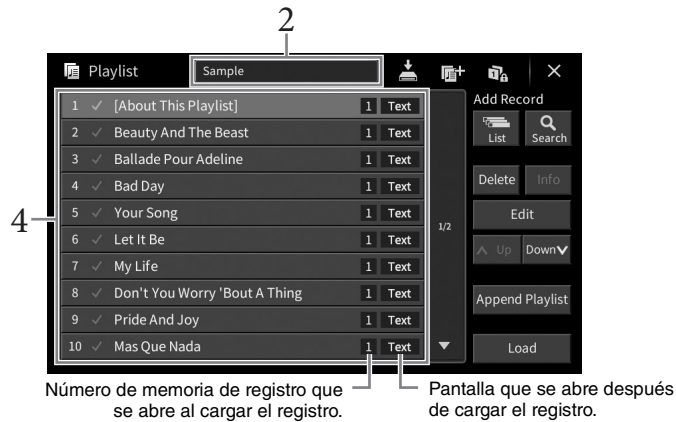 2
Playlist Sample
4
1 [About This Playlist] 1 Text
2 Beauty And The Beast 1 Text
3 Ballade Pour Adeline 1 Text
4 Bad Day 1 Text
5 Your Song 1 Text
6 Let It Be 1 Text
7 My Life 1 Text
8 Don't You Worry 'Bout A Thing 1 Text
9 Pride And Joy 1 Text
10 Mas Que Nada 1 Text
1/2
Add Record
List Search
Delete Info
Edit
Up Down
Append Playlist
Load
Número de memoria de registro que
se abre al cargar el registro.
Pantalla que se abre después
de cargar el registro.